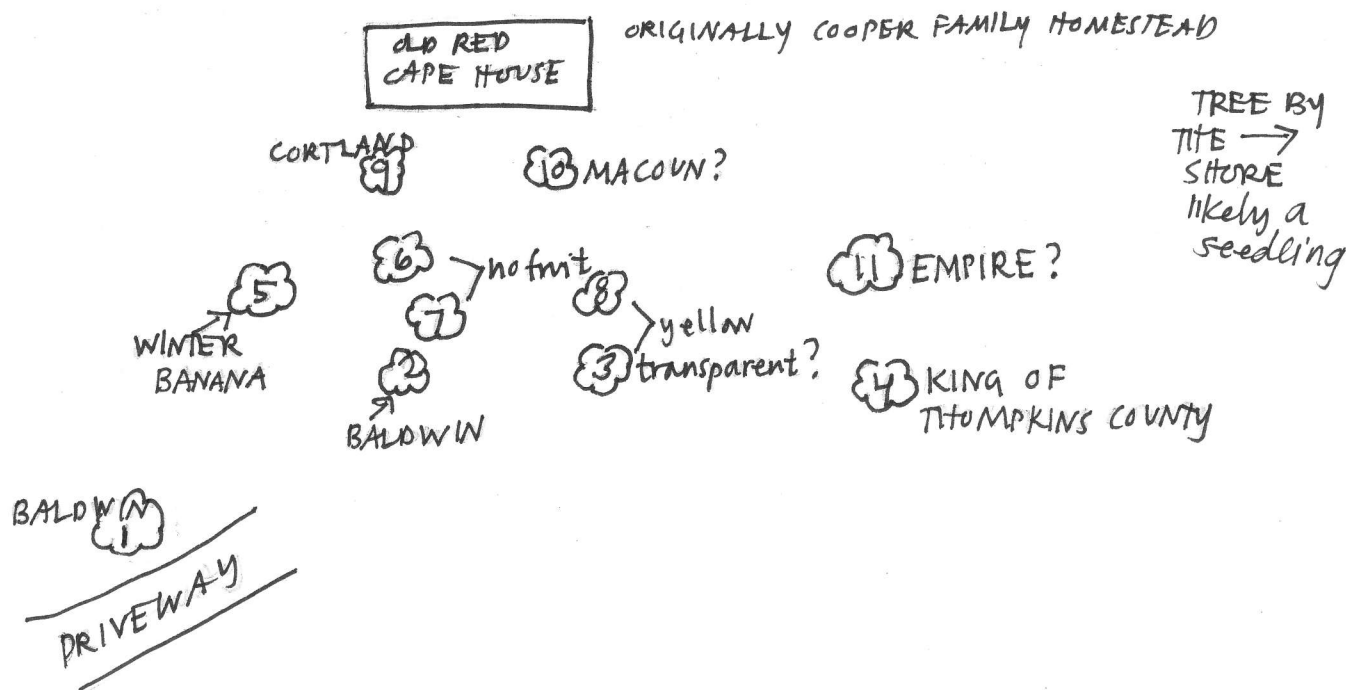 OLD RED
CAPE HOUSE
ORIGINALLY COOPER FAMILY HOMESTEAD
TREE BY
THE →
SHORE
likely a
seedling
CORTLAND
9
10 MACOUN?
6
7
no fruit
8
3
yellow
transparent?
11 EMPIRE?
5
WINTER
BANANA
2
BALDWIN
4 KING OF
THOMPKINS COUNTY
BALDWIN
1
DRIVEWAY